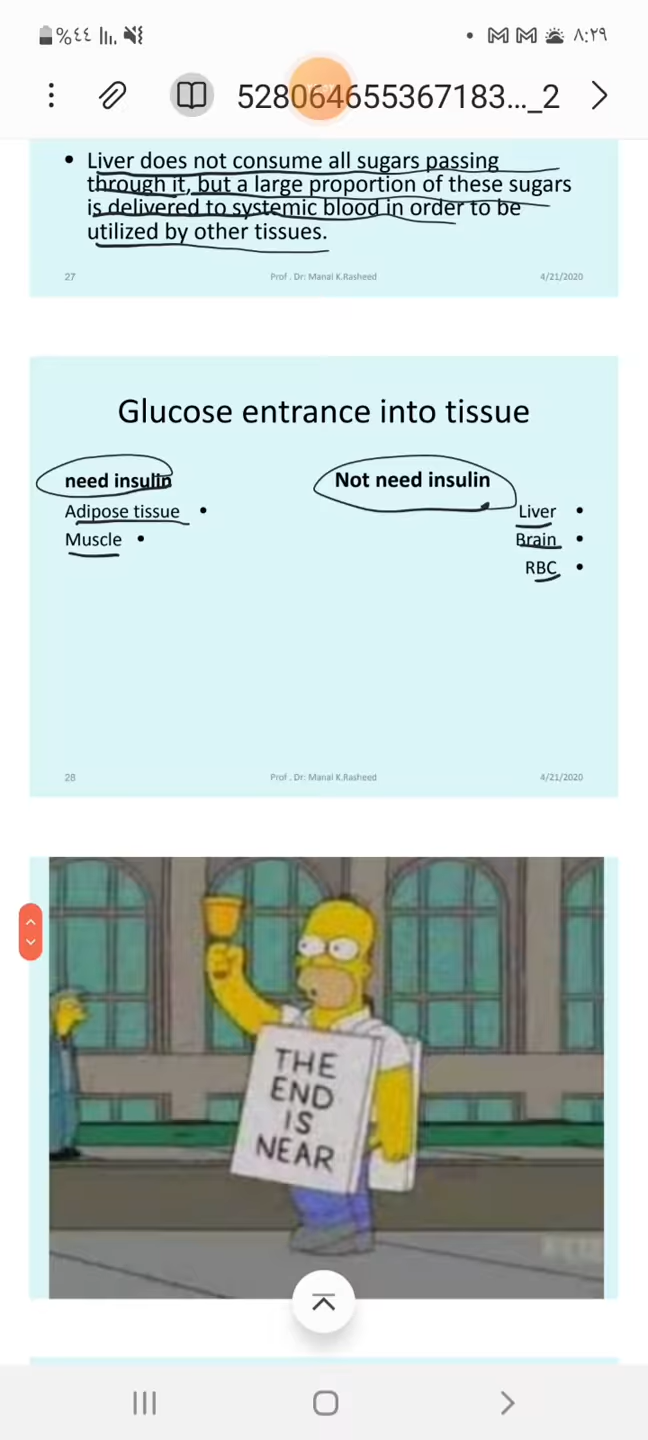 %٤٤
٨:٢٩
528064655367183..._2
• Liver does not consume all sugars passing
through it, but a large proportion of these sugars
is delivered to systemic blood in order to be
utilized by other tissues.
27 Prof . Dr: Manal K.Rasheed 4/21/2020
Glucose entrance into tissue
need insulin
Adipose tissue •
Muscle •
Not need insulin
Liver •
Brain •
RBC •
28 Prof . Dr: Manal K.Rasheed 4/21/2020
THE
END
IS
NEAR